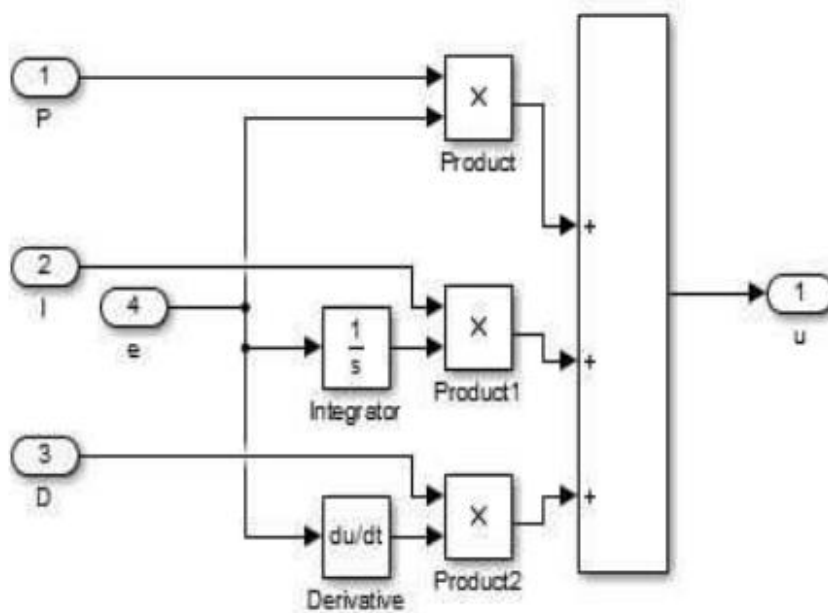 1
P
×
Product
+
2
I
4
e
1
s
Integrator
×
Product1
+
1
u
3
D
du/dt
Derivative
×
Product2
+